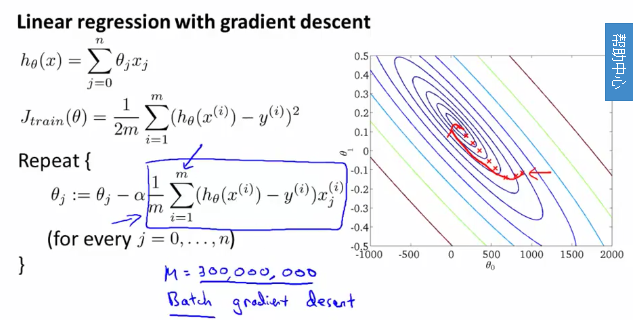 Linear regression with gradient descent
hθ(x) = ∑_{j=0}^{n} θ_j x_j
J_train(θ) = 1/2m ∑_{i=1}^{m} (hθ(x^(i)) − y^(i))²
Repeat {
θ_j := θ_j − α 1/m ∑_{i=1}^{m} (hθ(x^(i)) − y^(i)) x_j^(i)
(for every j = 0, . . . , n)
}
M = 300,000,000
Batch gradient descent
0.5
0.4
0.3
0.2
0.1
0
-0.1
-0.2
-0.3
-0.4
-0.5
θ₁
-1000 -500 0 500 1000 1500 2000
θ₀
帮助中心